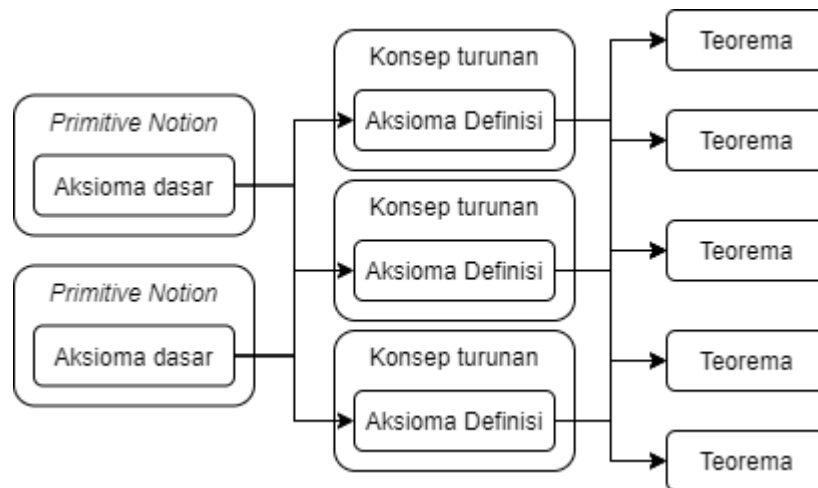 Primitive Notion
Aksioma dasar
Primitive Notion
Aksioma dasar
Konsep turunan
Aksioma Definisi
Konsep turunan
Aksioma Definisi
Konsep turunan
Aksioma Definisi
Teorema
Teorema
Teorema
Teorema
Teorema